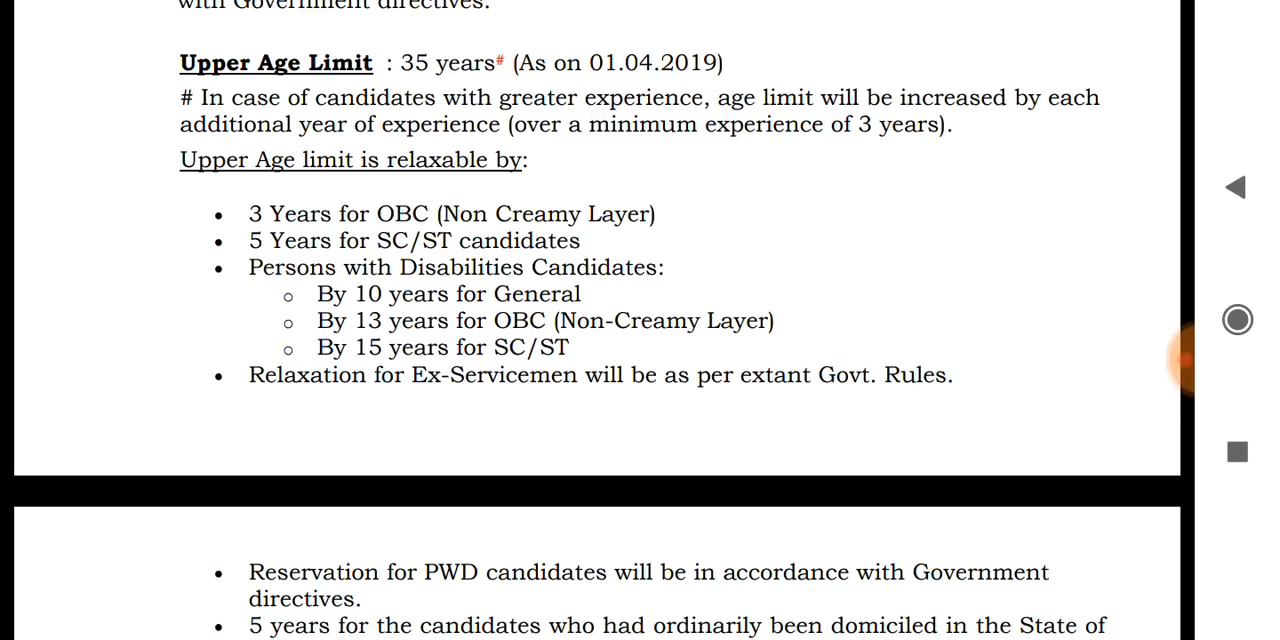 with Government directives.
Upper Age Limit : 35 years# (As on 01.04.2019)
# In case of candidates with greater experience, age limit will be increased by each
additional year of experience (over a minimum experience of 3 years).
Upper Age limit is relaxable by:
• 3 Years for OBC (Non Creamy Layer)
• 5 Years for SC/ST candidates
• Persons with Disabilities Candidates:
o By 10 years for General
o By 13 years for OBC (Non-Creamy Layer)
o By 15 years for SC/ST
• Relaxation for Ex-Servicemen will be as per extant Govt. Rules.
• Reservation for PWD candidates will be in accordance with Government
directives.
• 5 years for the candidates who had ordinarily been domiciled in the State of